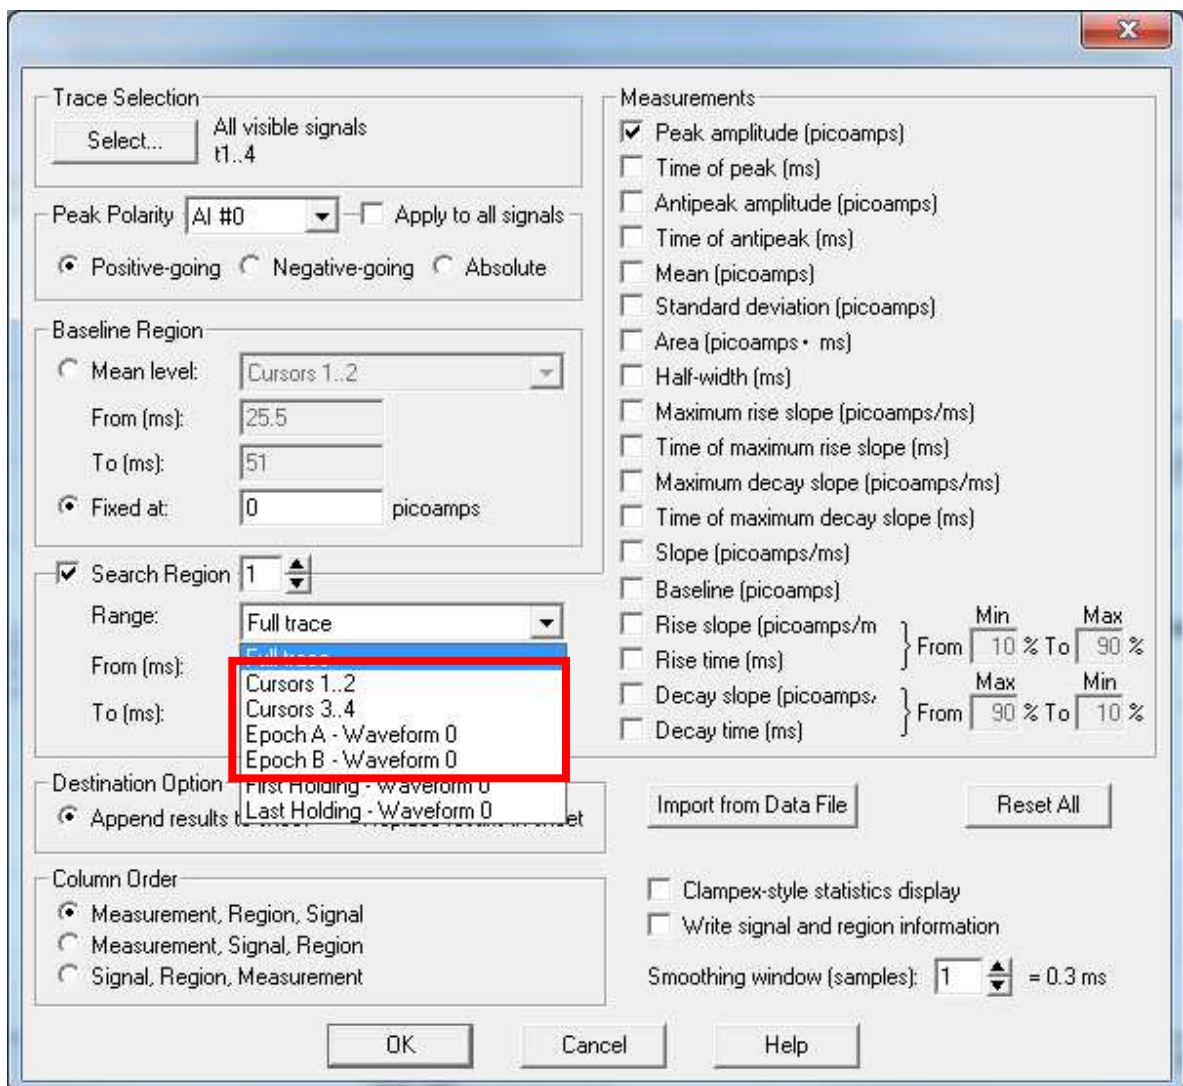 Trace Selection
Select...
All visible signals
t1..4
Peak Polarity
AI #0
Apply to all signals
Positive-going
Negative-going
Absolute
Baseline Region
Mean level:
Cursors 1..2
From (ms):
25.5
To (ms):
51
Fixed at:
0
picoamps
Search Region
1
Range:
Full trace
From (ms):
To (ms):
Full trace
Cursors 1..2
Cursors 3..4
Epoch A - Waveform 0
Epoch B - Waveform 0
First Holding - Waveform 0
Last Holding - Waveform 0
Destination Option
Append results t
Column Order
Measurement, Region, Signal
Measurement, Signal, Region
Signal, Region, Measurement
Measurements
Peak amplitude (picoamps)
Time of peak (ms)
Antipeak amplitude (picoamps)
Time of antipeak (ms)
Mean (picoamps)
Standard deviation (picoamps)
Area (picoamps· ms)
Half-width (ms)
Maximum rise slope (picoamps/ms)
Time of maximum rise slope (ms)
Maximum decay slope (picoamps/ms)
Time of maximum decay slope (ms)
Slope (picoamps/ms)
Baseline (picoamps)
Rise slope (picoamps/m
Rise time (ms)
Min Max
From 10 % To 90 %
Decay slope (picoamps/
Decay time (ms)
Max Min
From 90 % To 10 %
Import from Data File
Reset All
Clampex-style statistics display
Write signal and region information
Smoothing window (samples): 1 = 0.3 ms
OK
Cancel
Help